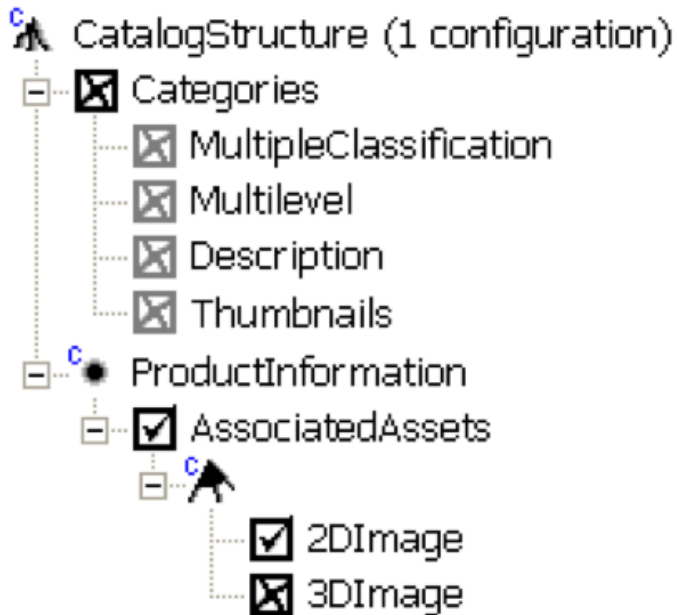 C CatalogStructure (1 configuration)
Categories
MultipleClassification
Multilevel
Description
Thumbnails
C ProductInformation
AssociatedAssets
C
2DImage
3DImage